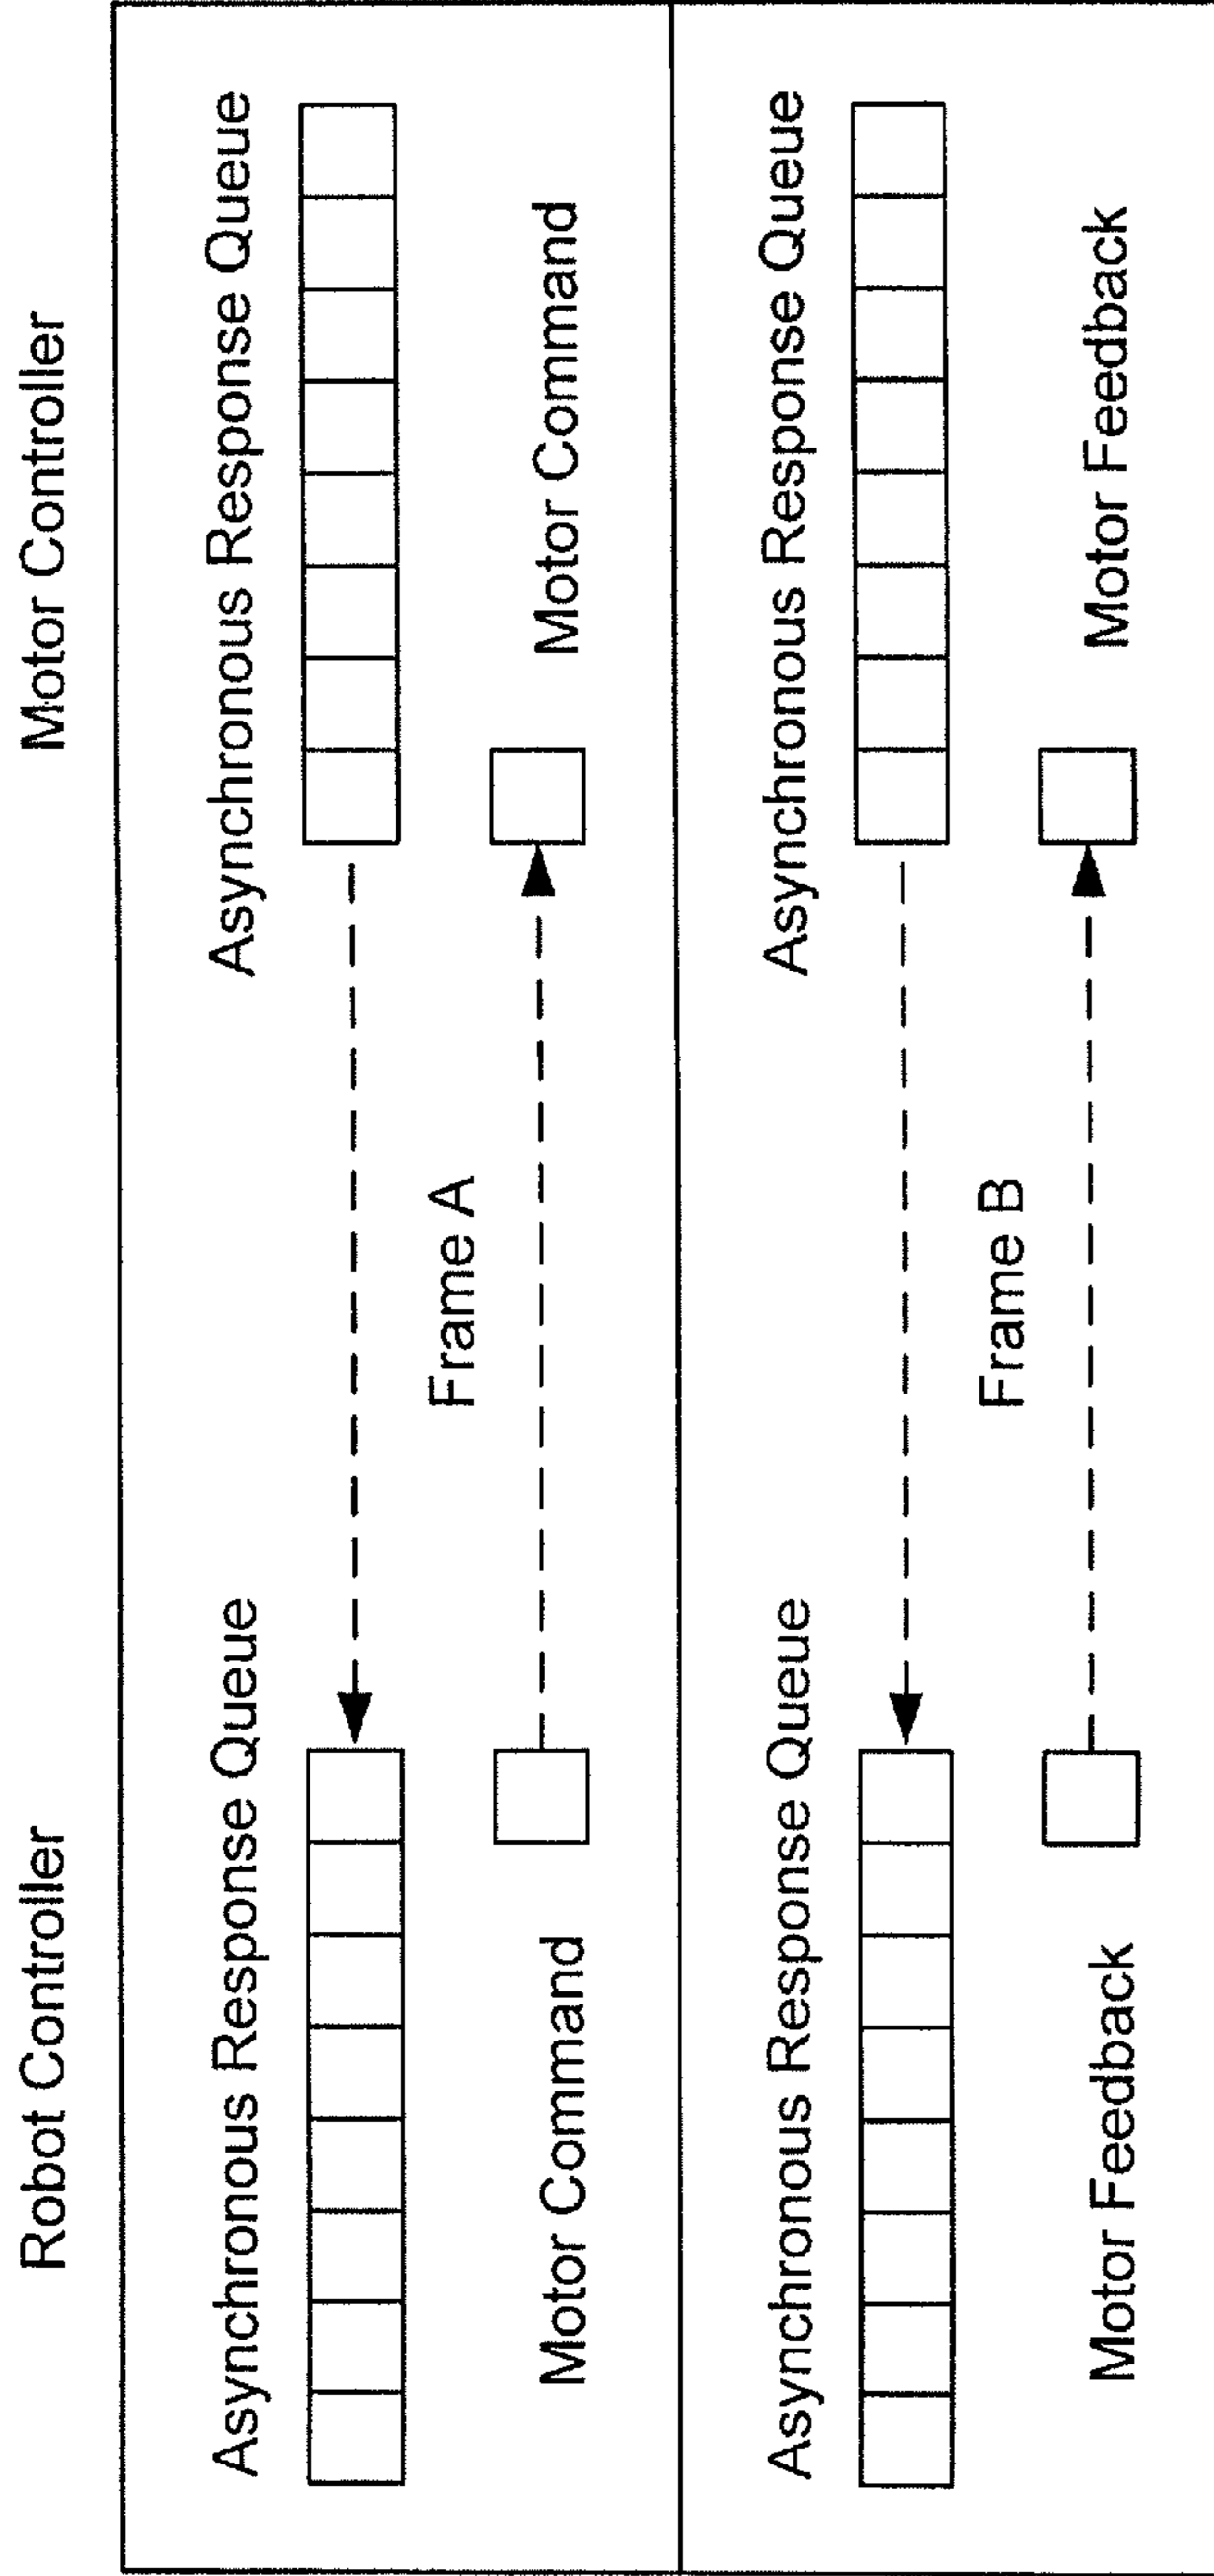 Robot Controller
Motor Controller
Asynchronous Response Queue
Asynchronous Response Queue
Frame A
Motor Command
Motor Command
Asynchronous Response Queue
Asynchronous Response Queue
Frame B
Motor Feedback
Motor Feedback